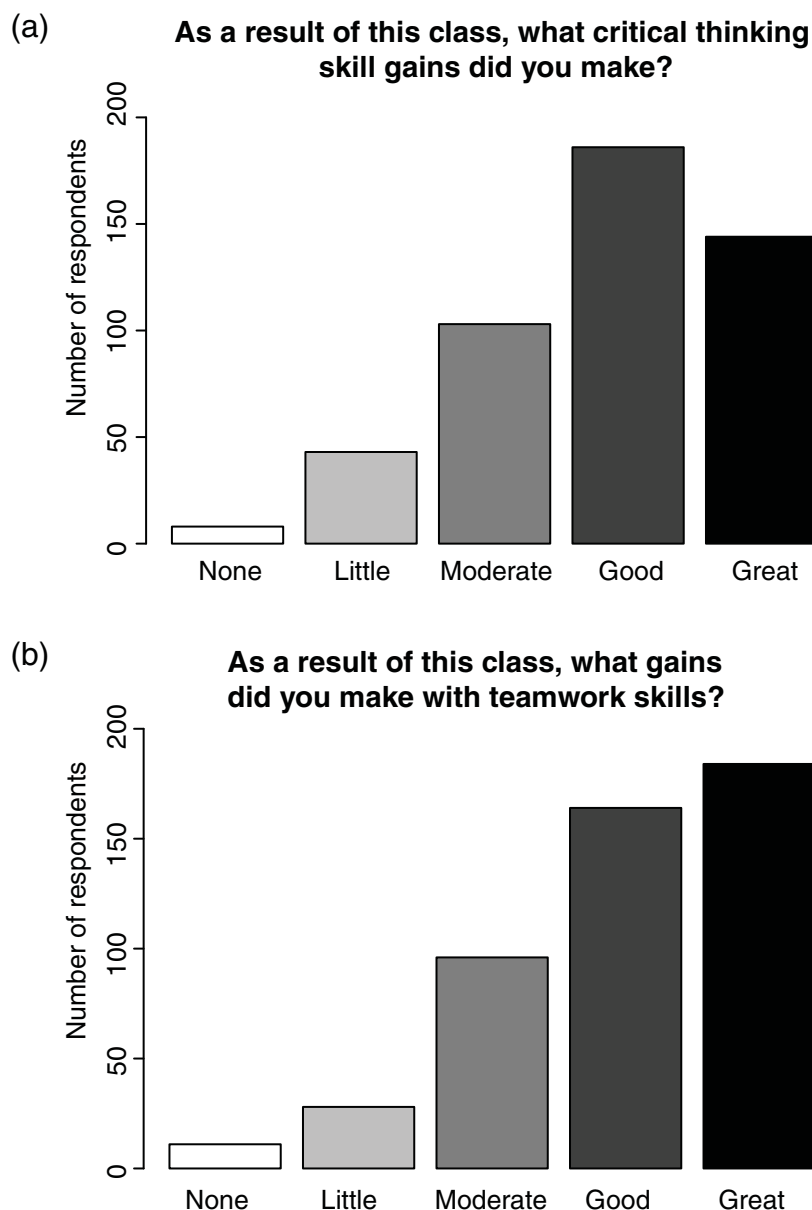 (a)
As a result of this class, what critical thinking
skill gains did you make?
Number of respondents
200
150
100
50
0
None Little Moderate Good Great
(b)
As a result of this class, what gains
did you make with teamwork skills?
Number of respondents
200
150
100
50
0
None Little Moderate Good Great